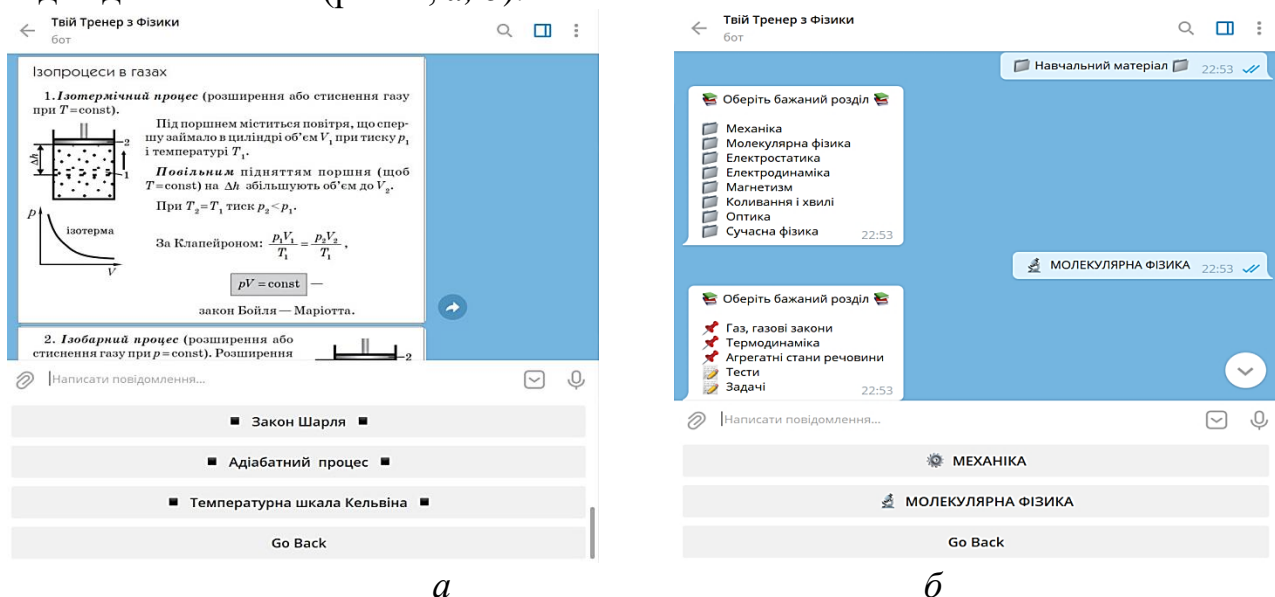 Твій Тренер з Фізики
бот
Ізопроцеси в газах
1. Ізотермічний процес (розширення або стиснення газу
при T = const).
Під поршнем міститься повітря, що спер-
шу займало в циліндрі об'єм V₁ при тиску p₁
і температурі T₁.
Повільним підняттям поршня (щоб
T = const) на Δh збільшують об'єм до V₂.
При T₂ = T₁ тиск p₂ < p₁.
За Клапейроном: p₁V₁/T₁ = p₂V₂/T₁ ,
pV = const —
закон Бойля — Маріотта.
2
1
Δh
p
ізотерма
V
2. Ізобарний процес (розширення або
стиснення газу при p = const). Розширення
2
Написати повідомлення...
Закон Шарля
Адіабатний процес
Температурна шкала Кельвіна
Go Back
а
Твій Тренер з Фізики
бот
Навчальний матеріал 22:53
Оберіть бажаний розділ
Механіка
Молекулярна фізика
Електростатика
Електродинаміка
Магнетизм
Коливання і хвилі
Оптика
Сучасна фізика 22:53
МОЛЕКУЛЯРНА ФІЗИКА 22:53
Оберіть бажаний розділ
Газ, газові закони
Термодинаміка
Агрегатні стани речовини
Тести
Задачі 22:53
Написати повідомлення...
МЕХАНІКА
МОЛЕКУЛЯРНА ФІЗИКА
Go Back
б